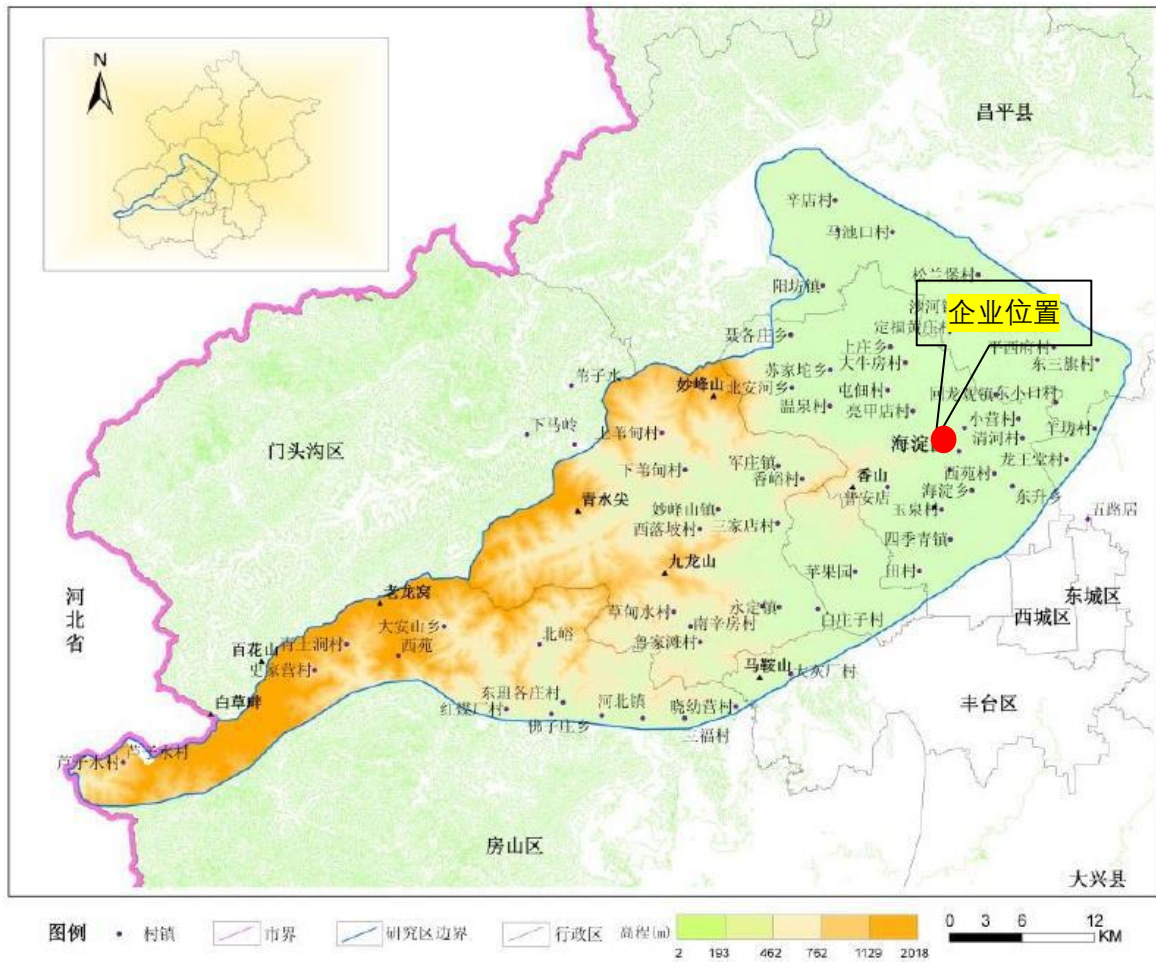 N
昌平县
辛店村
马池口村
松兰堡村
阳坊镇
企业位置
聂各庄乡
上庄乡
平西府村
东三旗村
苏家坨乡
大牛房村
苇子水
妙峰山
北安河乡
屯佃村
回龙观镇
东小口村
温泉村
亮甲店村
小营村
下马岭
上苇甸村
清河村
羊坊村
门头沟区
海淀
下苇甸村
军庄镇
香峪村
香山
普安店
西苑村
龙王堂村
海淀乡
东升乡
清水尖
妙峰山镇
玉泉村
五路居
西落坡村
三家店村
四季青镇
九龙山
苹果园
田村
河
北
省
老龙窝
东城区
西城区
草甸水村
永定镇
白庄子村
大安山乡
南辛房村
百花山
西苑
北峪
鲁家滩村
史家营村
马鞍山
大灰厂村
白草畔
东班各庄村
河北镇
晓幼营村
丰台区
红煤厂村
佛子庄乡
三福村
芦子水村
芦子水村
房山区
大兴县
图例
村镇
市界
研究区边界
行政区
高程(m)
2 193 462 762 1129 2018
0 3 6 12
KM